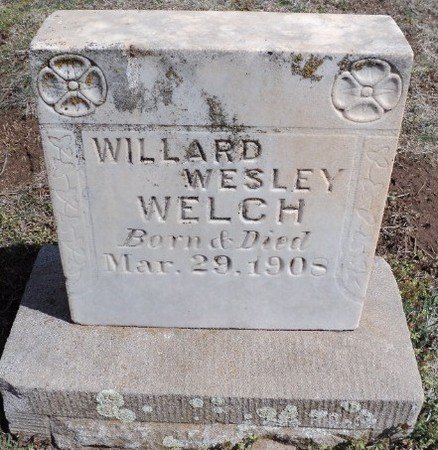 WILLARD
WESLEY
WELCH
Born & Died
Mar. 29. 1908